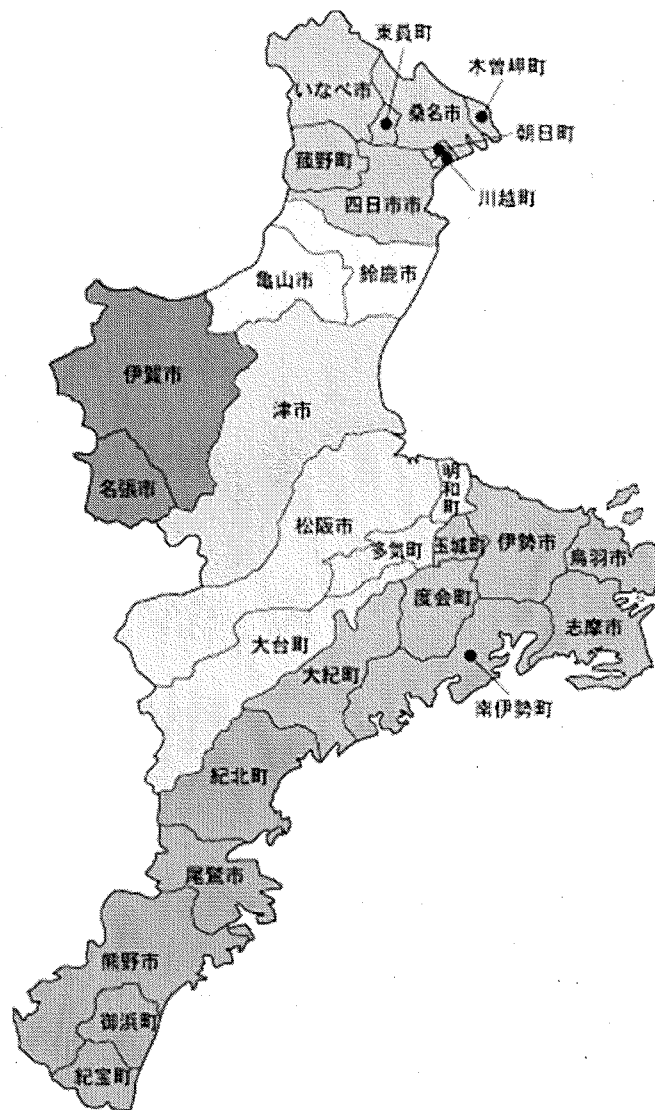 東員町
木曽岬町
いなべ市
桑名市
朝日町
菰野町
川越町
四日市市
亀山市
鈴鹿市
伊賀市
津市
名張市
松阪市
明和町
多気町
玉城町
伊勢市
鳥羽市
度会町
志摩市
大台町
大紀町
南伊勢町
紀北町
尾鷲市
熊野市
御浜町
紀宝町